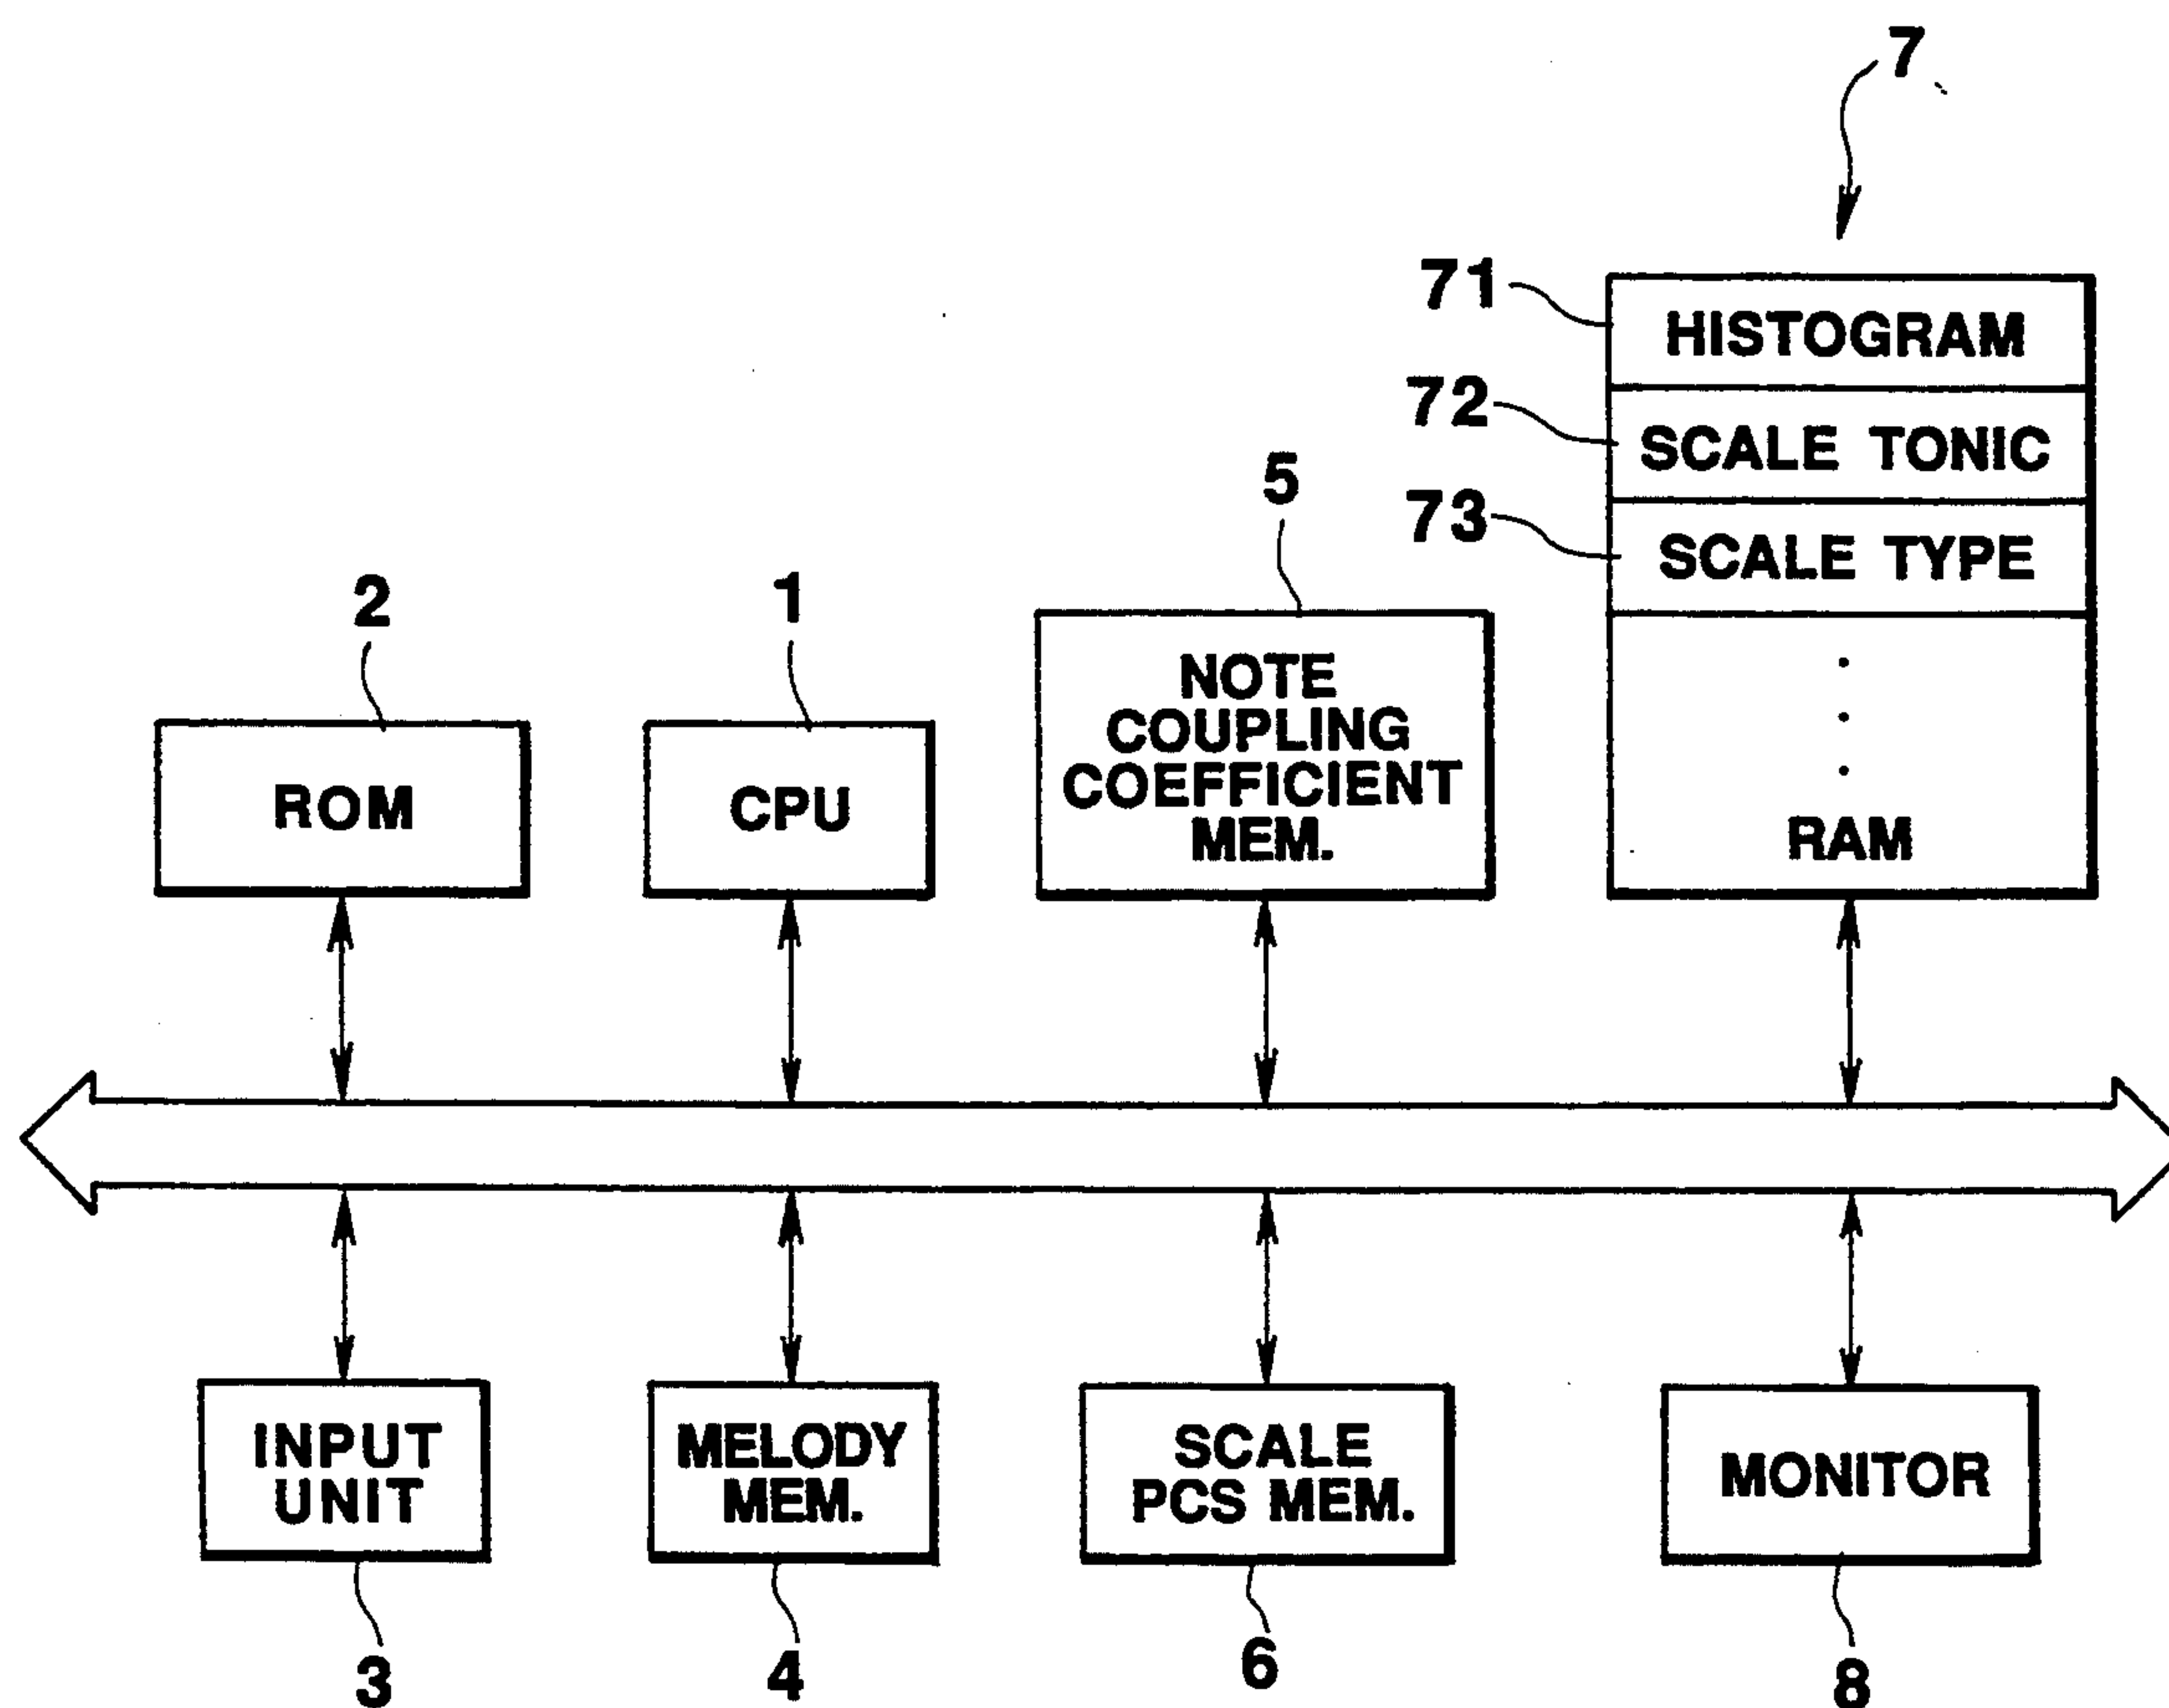 7
71
HISTOGRAM
72
SCALE TONIC
5
73
SCALE TYPE
2
1
NOTE
COUPLING
COEFFICIENT
MEM.
ROM
CPU
RAM
INPUT
UNIT
MELODY
MEM.
SCALE
PCS MEM.
MONITOR
3
4
6
8